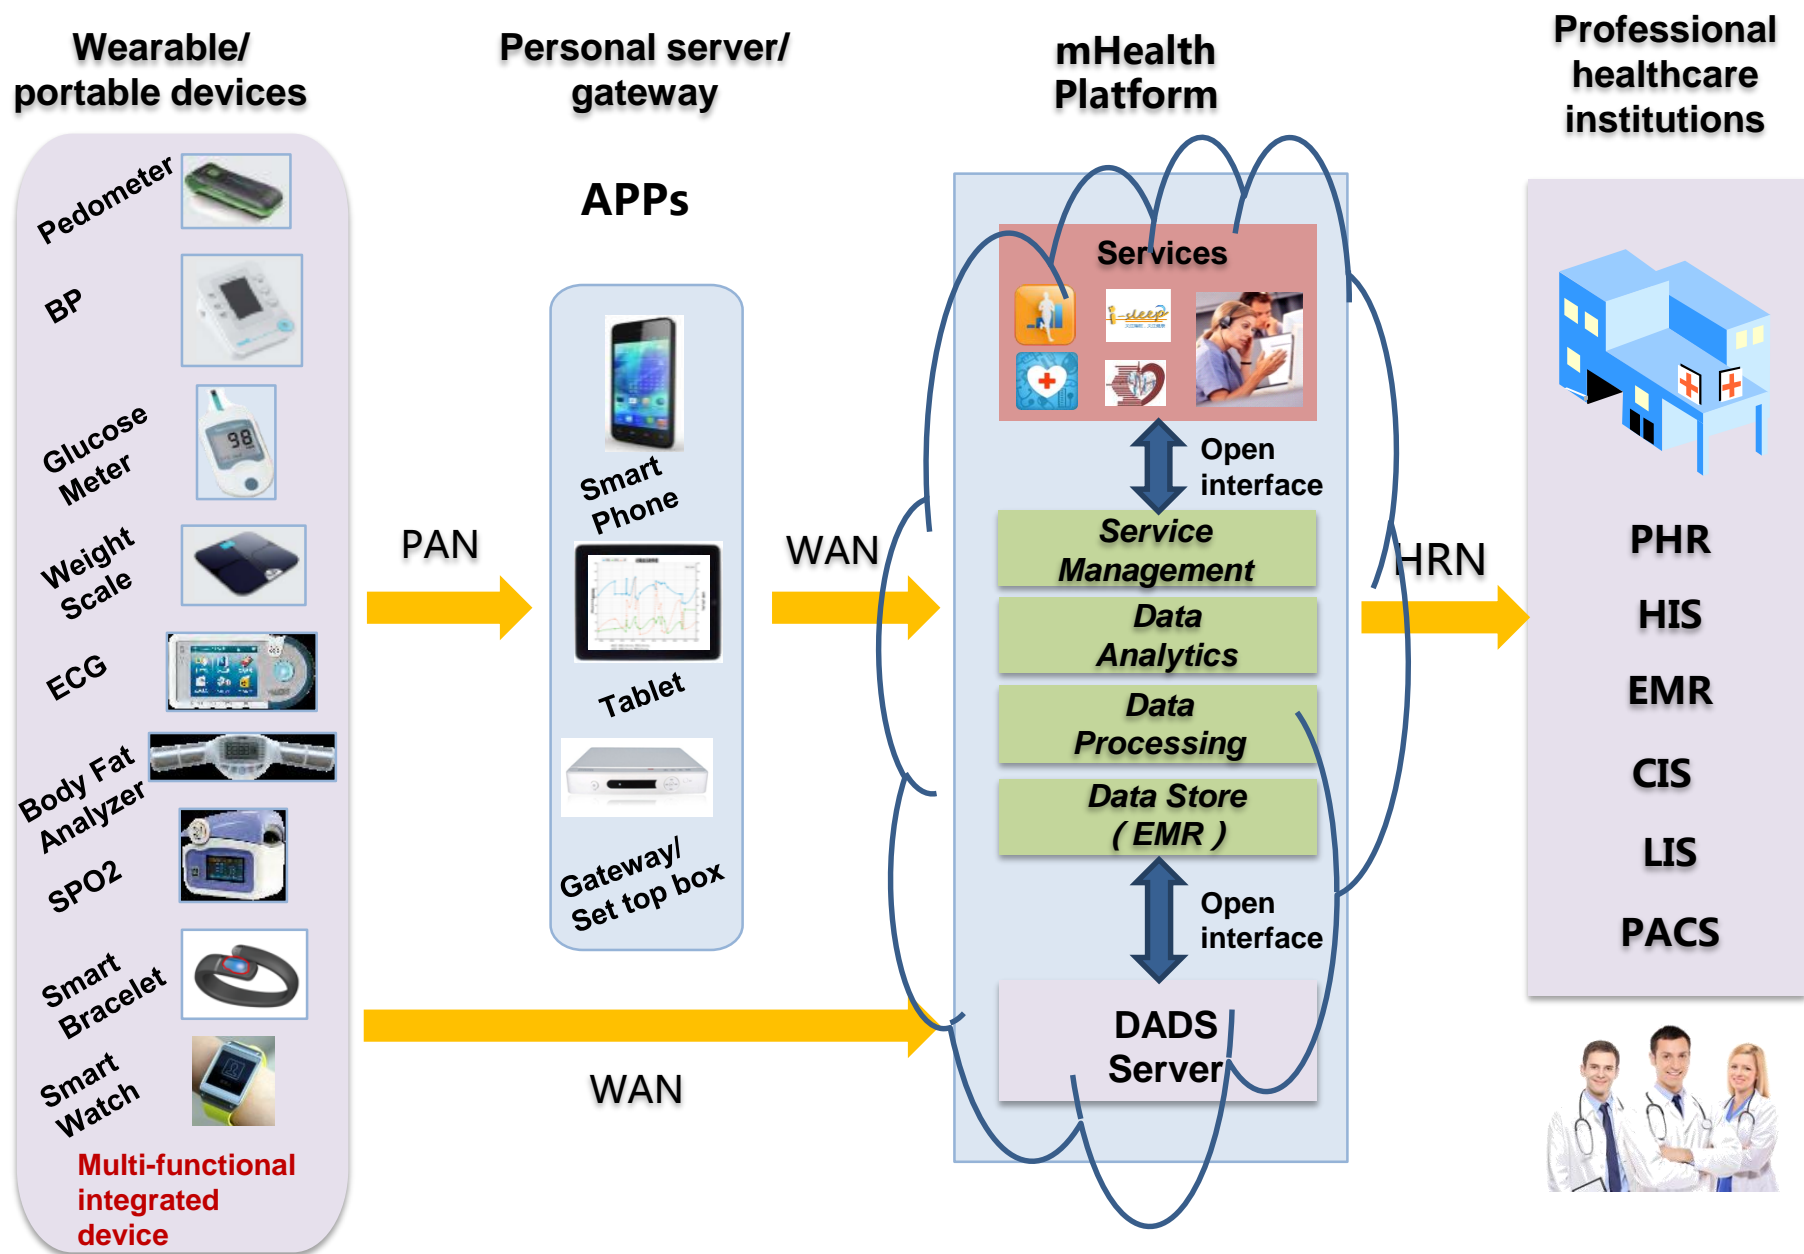 Wearable/
portable devices
Personal server/
gateway
mHealth
Platform
Professional
healthcare
institutions
Pedometer
BP
Glucose
Meter
98
Weight
Scale
ECG
Body Fat
Analyzer
SPO2
Smart
Bracelet
Smart
Watch
Multi-functional
integrated
device
PAN
APPs
Smart
Phone
Tablet
Gateway/
Set top box
WAN
WAN
Services
i-sleep
Open
interface
Service
Management
Data
Analytics
Data
Processing
Data Store
( EMR )
Open
interface
DADS
Server
HRN
PHR
HIS
EMR
CIS
LIS
PACS